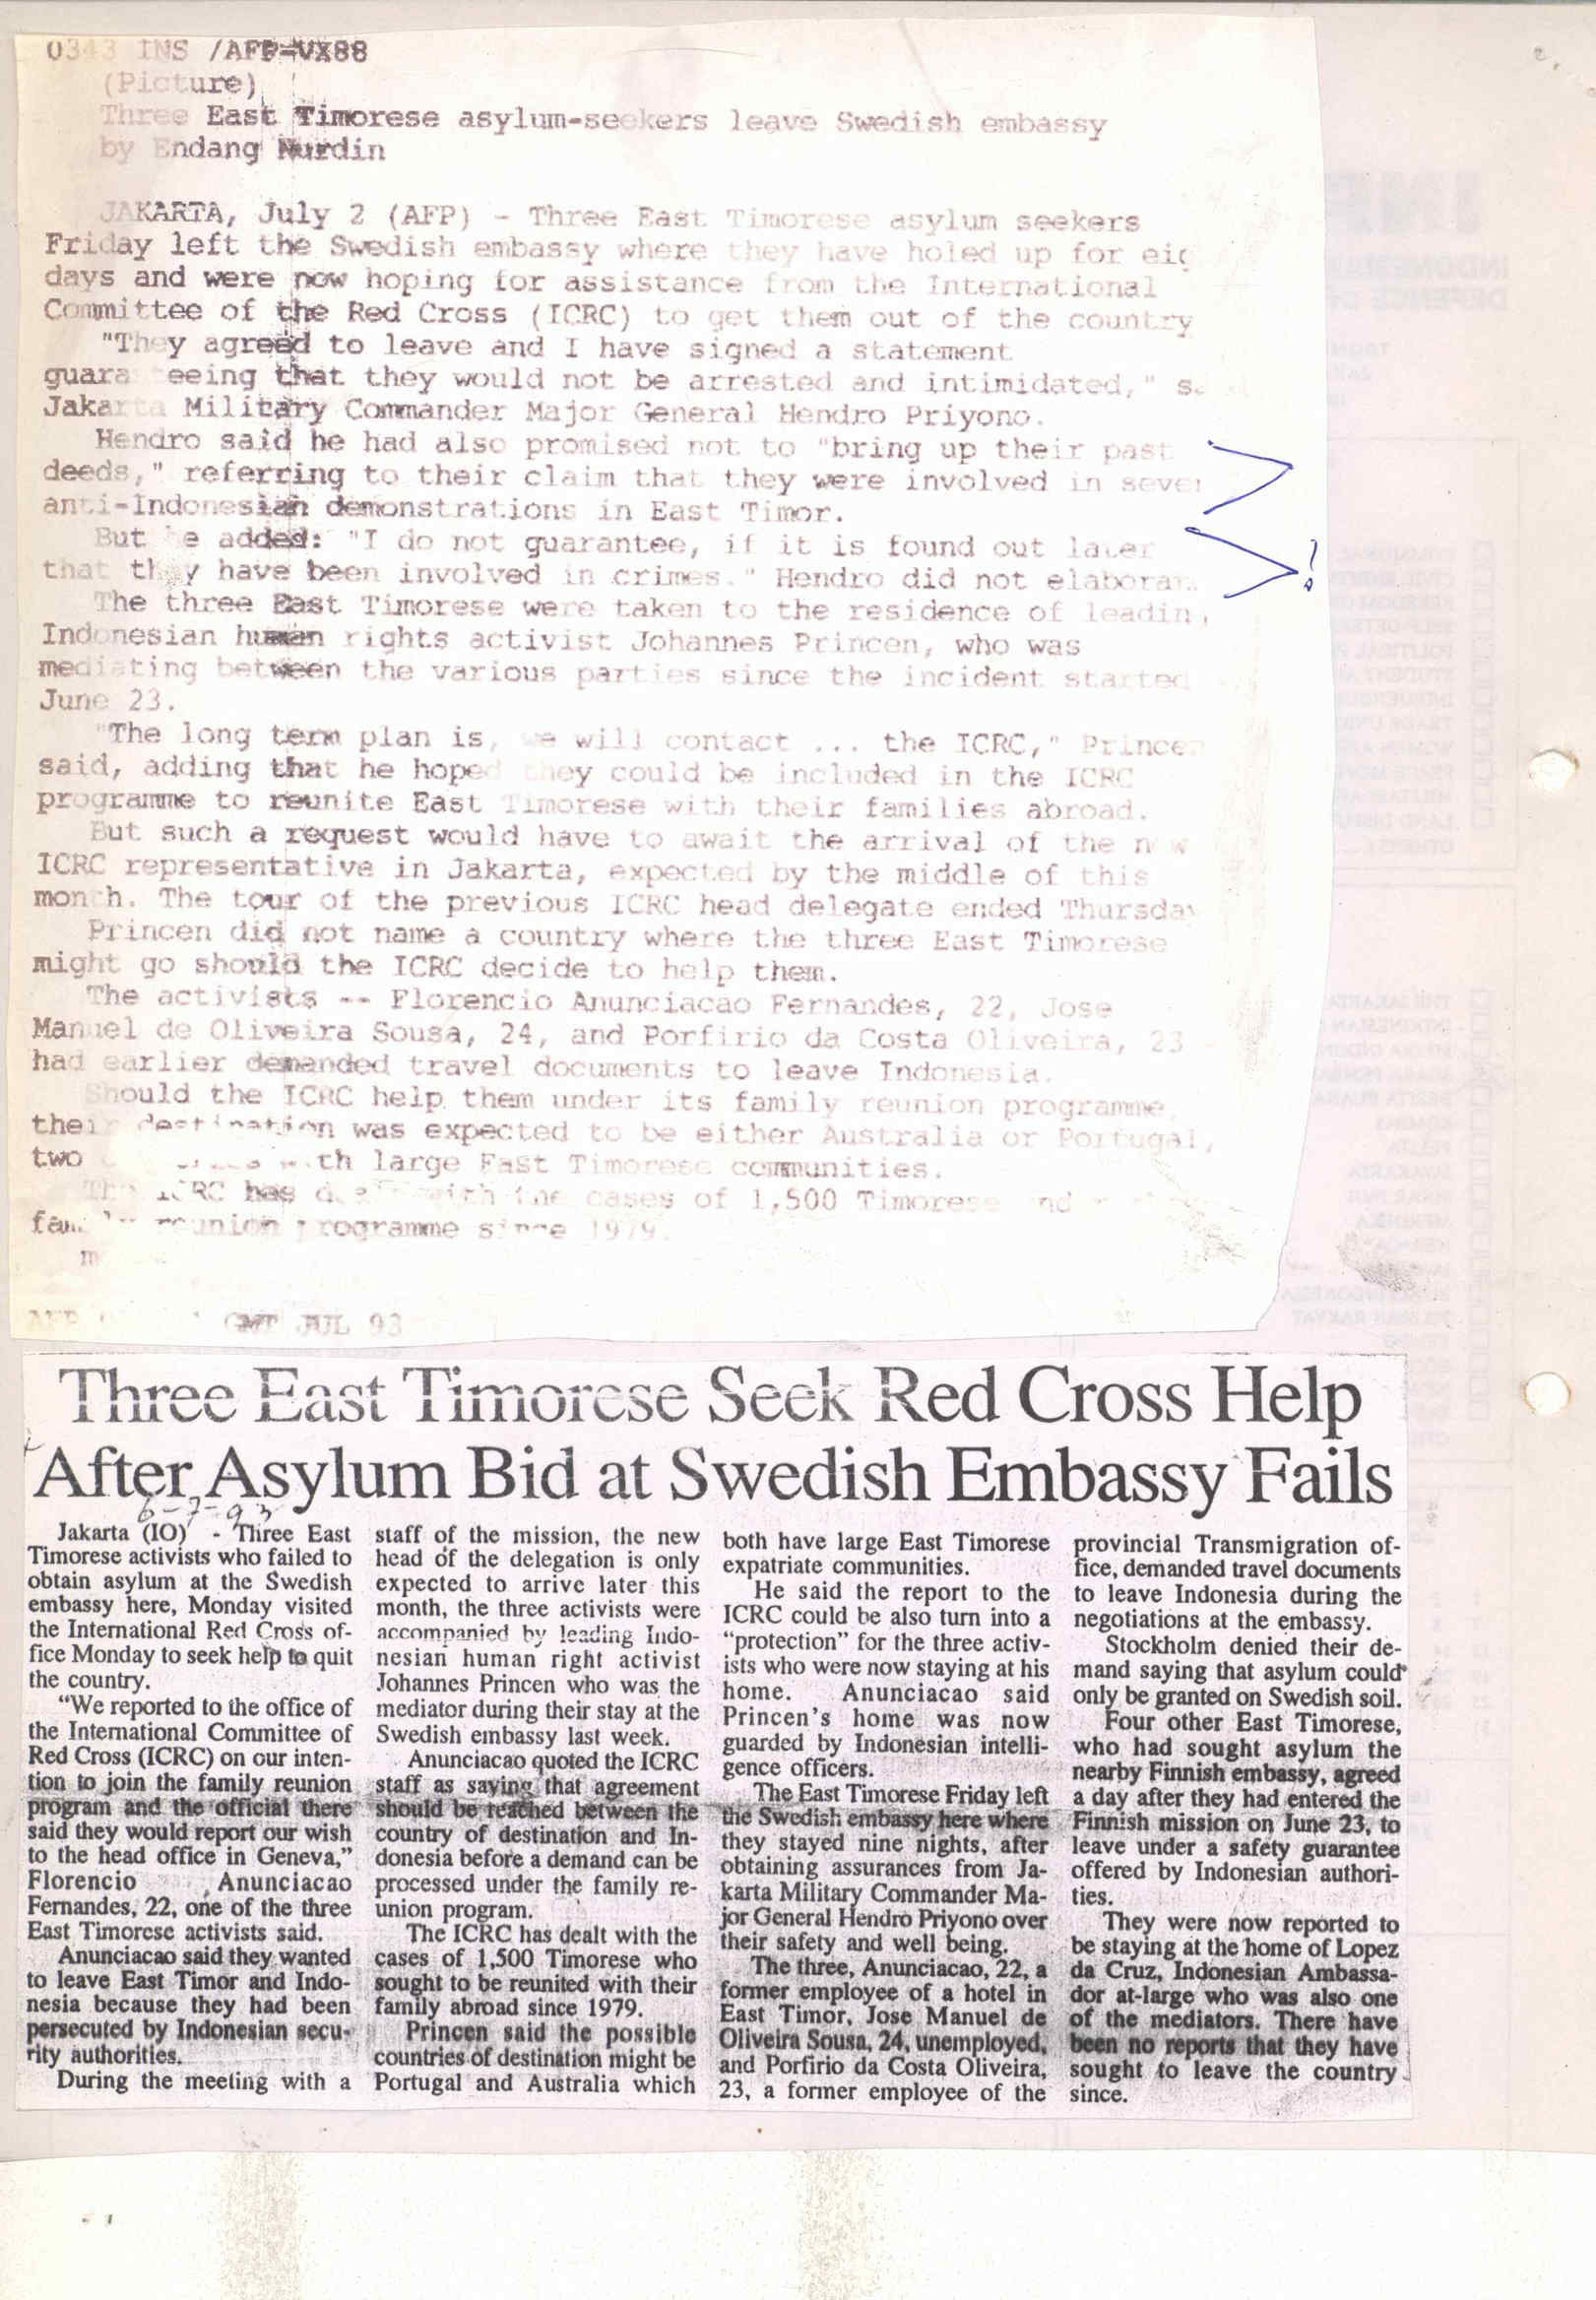 0343 INS /AFP=VX88
(Picture)
Three East Timorese asylum-seekers leave Swedish embassy
by Endang Nurdin
JAKARTA, July 2 (AFP) - Three East Timorese asylum seekers
Friday left the Swedish embassy where they have holed up for eig
days and were now hoping for assistance from the International
Committee of the Red Cross (ICRC) to get them out of the country
"They agreed to leave and I have signed a statement
guara teeing that they would not be arrested and intimidated," sa
Jakarta Military Commander Major General Hendro Priyono.
Hendro said he had also promised not to "bring up their past
deeds," referring to their claim that they were involved in sever
anti-Indonesian demonstrations in East Timor.
But he added: "I do not guarantee, if it is found out later
that they have been involved in crimes." Hendro did not elabora
The three East Timorese were taken to the residence of leadin
Indonesian human rights activist Johannes Princen, who was
mediating between the various parties since the incident started
June 23.
"The long term plan is, we will contact ... the ICRC," Princen
said, adding that he hoped they could be included in the ICRC
programme to reunite East Timorese with their families abroad.
But such a request would have to await the arrival of the new
ICRC representative in Jakarta, expected by the middle of this
month. The tour of the previous ICRC head delegate ended Thursday
Princen did not name a country where the three East Timorese
might go should the ICRC decide to help them.
The activists -- Florencio Anunciacao Fernandes, 22, Jose
Manuel de Oliveira Sousa, 24, and Porfirio da Costa Oliveira, 23 -
had earlier demanded travel documents to leave Indonesia.
Should the ICRC help them under its family reunion programme,
their destination was expected to be either Australia or Portugal,
two with large East Timorese communities.
The ICRC has dealt with the cases of 1,500 Timorese
family reunion programme since 1979.
AFP GMT JUL 93
!
Three East Timorese Seek Red Cross Help
After Asylum Bid at Swedish Embassy Fails
6-7-93
Jakarta (IO) - Three East
Timorese activists who failed to
obtain asylum at the Swedish
embassy here, Monday visited
the International Red Cross of-
fice Monday to seek help to quit
the country.
“We reported to the office of
the International Committee of
Red Cross (ICRC) on our inten-
tion to join the family reunion
program and the official there
said they would report our wish
to the head office in Geneva,”
Florencio Anunciacao
Fernandes, 22, one of the three
East Timorese activists said.
Anunciacao said they wanted
to leave East Timor and Indo-
nesia because they had been
persecuted by Indonesian secu-
rity authorities.
During the meeting with a
staff of the mission, the new
head of the delegation is only
expected to arrive later this
month, the three activists were
accompanied by leading Indo-
nesian human right activist
Johannes Princen who was the
mediator during their stay at the
Swedish embassy last week.
Anunciacao quoted the ICRC
staff as saying that agreement
should be reached between the
country of destination and In-
donesia before a demand can be
processed under the family re-
union program.
The ICRC has dealt with the
cases of 1,500 Timorese who
sought to be reunited with their
family abroad since 1979.
Princen said the possible
countries of destination might be
Portugal and Australia which
both have large East Timorese
expatriate communities.
He said the report to the
ICRC could be also turn into a
“protection” for the three activ-
ists who were now staying at his
home. Anunciacao said
Princen's home was now
guarded by Indonesian intelli-
gence officers.
The East Timorese Friday left
the Swedish embassy here where
they stayed nine nights, after
obtaining assurances from Ja-
karta Military Commander Ma-
jor General Hendro Priyono over
their safety and well being.
The three, Anunciacao, 22, a
former employee of a hotel in
East Timor, Jose Manuel de
Oliveira Sousa, 24, unemployed,
and Porfirio da Costa Oliveira,
23, a former employee of the
provincial Transmigration of-
fice, demanded travel documents
to leave Indonesia during the
negotiations at the embassy.
Stockholm denied their de-
mand saying that asylum could
only be granted on Swedish soil.
Four other East Timorese,
who had sought asylum the
nearby Finnish embassy, agreed
a day after they had entered the
Finnish mission on June 23, to
leave under a safety guarantee
offered by Indonesian authori-
ties.
They were now reported to
be staying at the home of Lopez
da Cruz, Indonesian Ambassa-
dor at-large who was also one
of the mediators. There have
been no reports that they have
sought to leave the country
since.